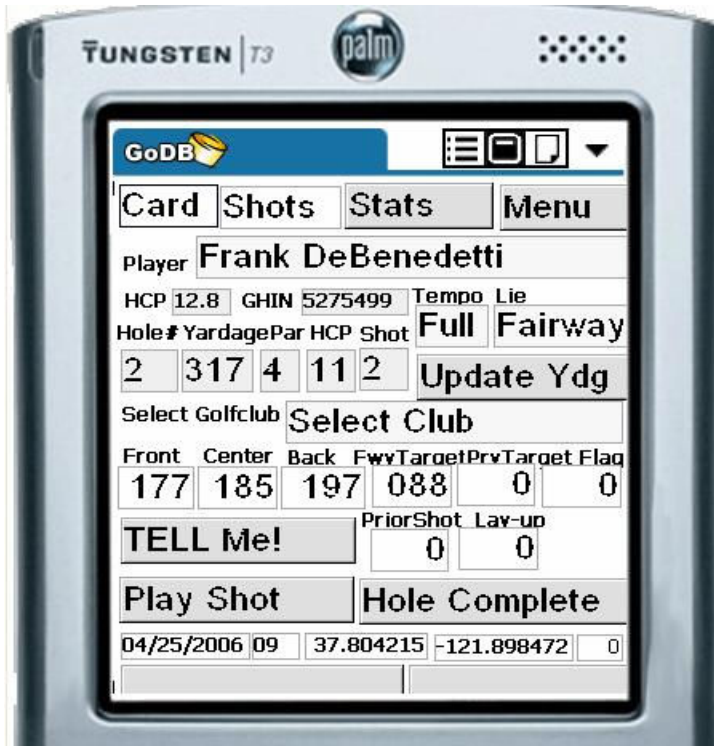 TUNGSTEN T3 palm
GoDB
Card Shots Stats Menu
Player Frank DeBenedetti
HCP 12.8 GHIN 5275499 Tempo Lie
Hole# Yardage Par HCP Shot Full Fairway
2 317 4 11 2 Update Ydg
Select Golfclub Select Club
Front Center Back FwyTarget PrvTarget Flag
177 185 197 088 0 0
TELL Me! PriorShot Lay-up
0 0
Play Shot Hole Complete
04/25/2006 09 37.804215 -121.898472 0